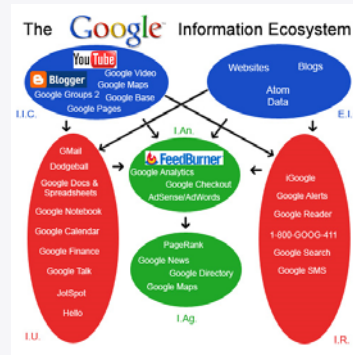 The Google Information Ecosystem
YouTube
Blogger
Google Video
Google Maps
Google Groups 2
Google Base
Google Pages
I.I.C.
Websites
Blogs
Atom
Data
E.I.
I.An.
FeedBurner
Google Analytics
Google Checkout
AdSense/AdWords
GMail
Dodgeball
Google Docs &
Spreadsheets
Google Notebook
Google Calendar
Google Finance
Google Talk
JotSpot
Hello
I.U.
PageRank
Google News
Google Directory
Google Maps
I.Ag.
iGoogle
Google Alerts
Google Reader
1-800-GOOG-411
Google Search
Google SMS
I.R.